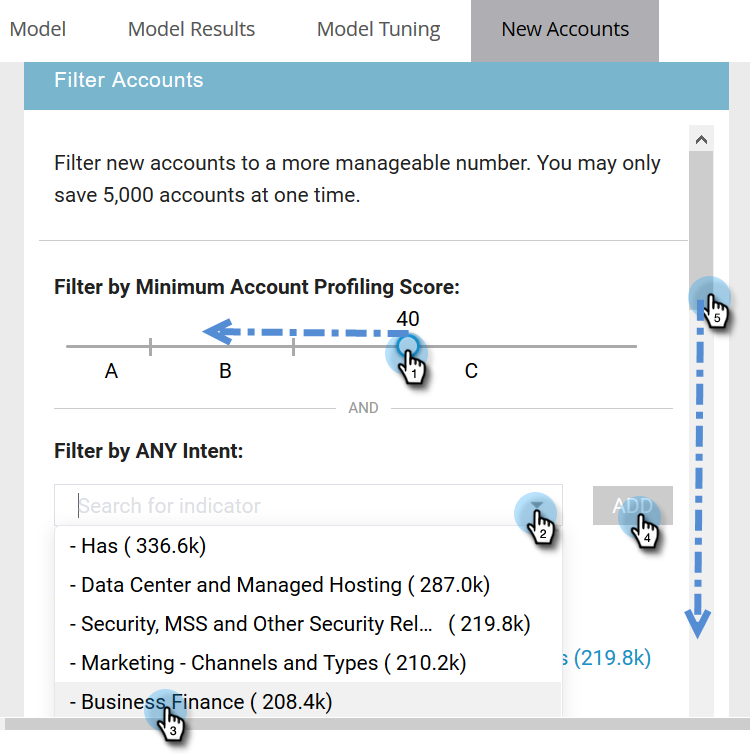 Model Model Results Model Tuning New Accounts
Filter Accounts
Filter new accounts to a more manageable number. You may only
save 5,000 accounts at one time.
Filter by Minimum Account Profiling Score:
40
A B C
1
5
AND
Filter by ANY Intent:
Search for indicator ADD
2
4
- Has ( 336.6k)
- Data Center and Managed Hosting ( 287.0k)
- Security, MSS and Other Security Rel... ( 219.8k)
- Marketing - Channels and Types ( 210.2k)
s (219.8k)
- Business Finance ( 208.4k)
3